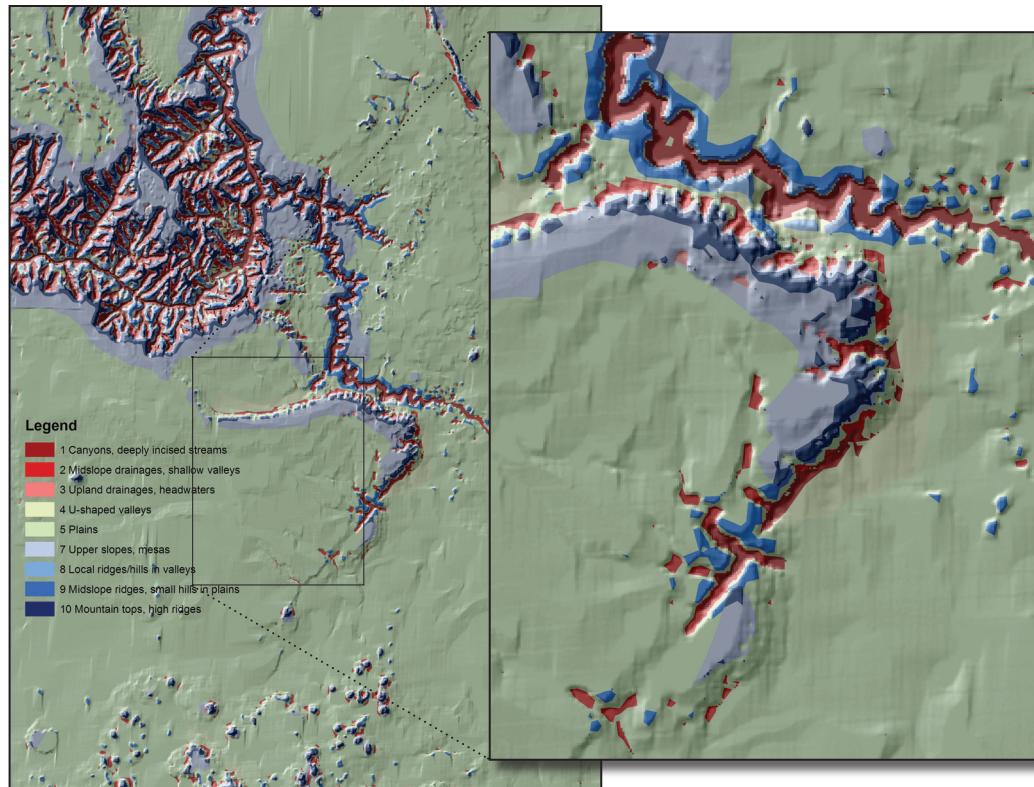 Legend
1 Canyons, deeply incised streams
2 Midslope drainages, shallow valleys
3 Upland drainages, headwaters
4 U-shaped valleys
5 Plains
7 Upper slopes, mesas
8 Local ridges/hills in valleys
9 Midslope ridges, small hills in plains
10 Mountain tops, high ridges